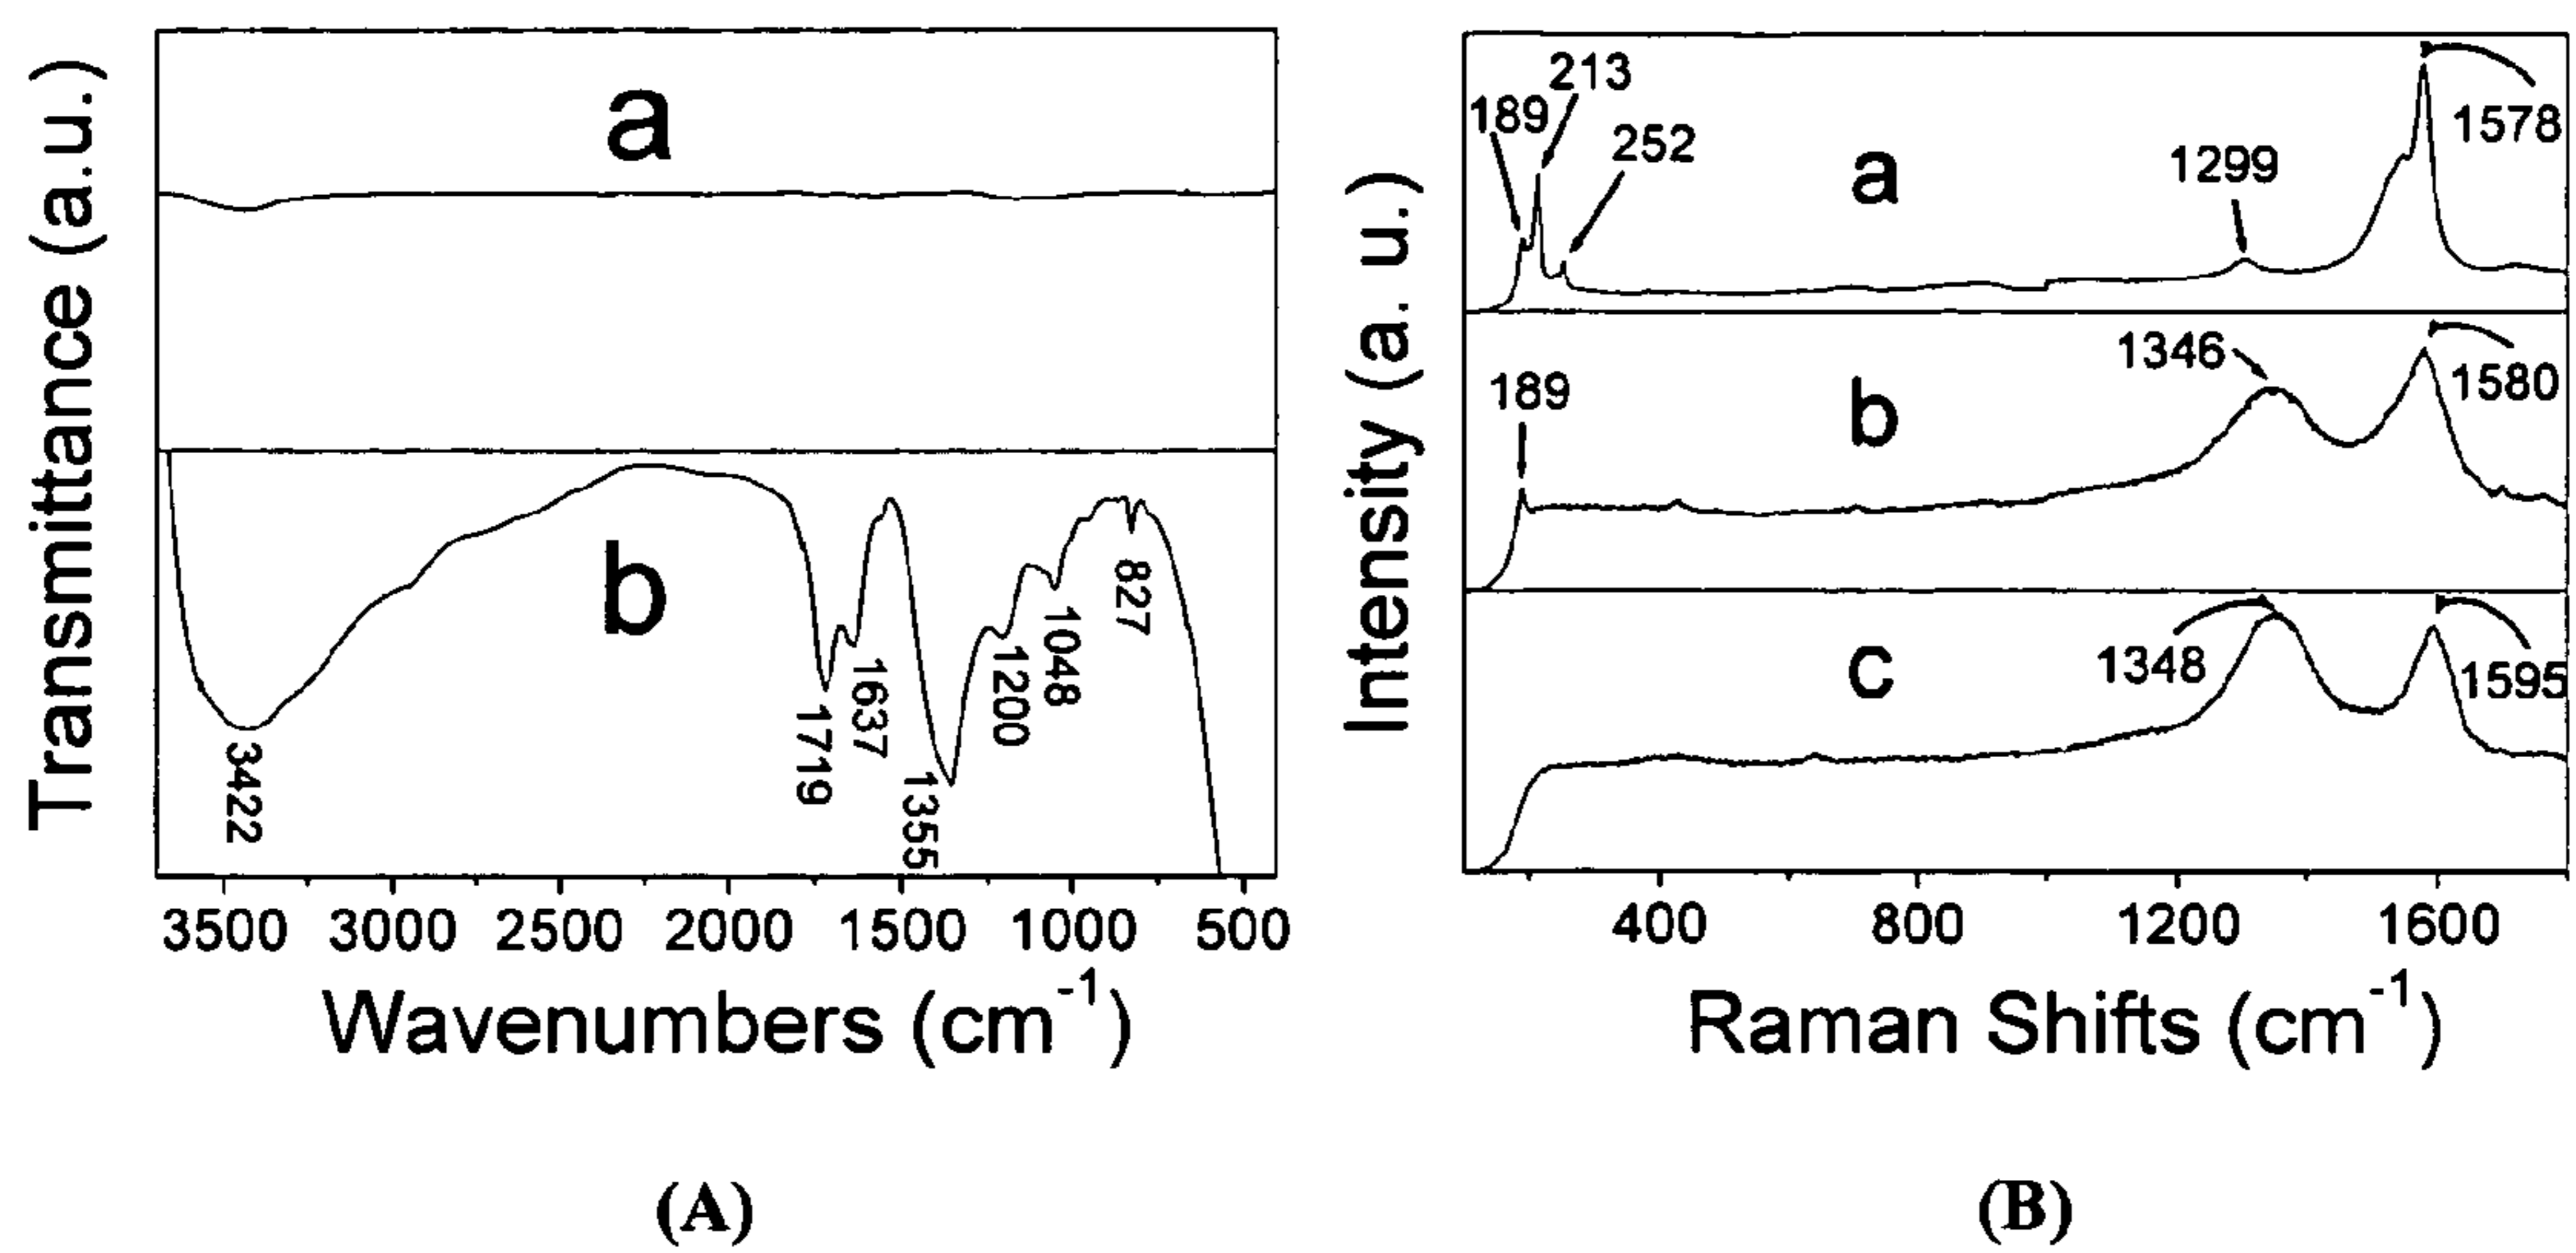 Transmittance (a.u.)
a
b
3422
1719
1637
1355
1200
1048
827
3500 3000 2500 2000 1500 1000 500
Wavenumbers (cm-1)
(A)
Intensity (a. u.)
189
213
252
a
1299
1578
189
b
1346
1580
c
1348
1595
400 800 1200 1600
Raman Shifts (cm-1)
(B)